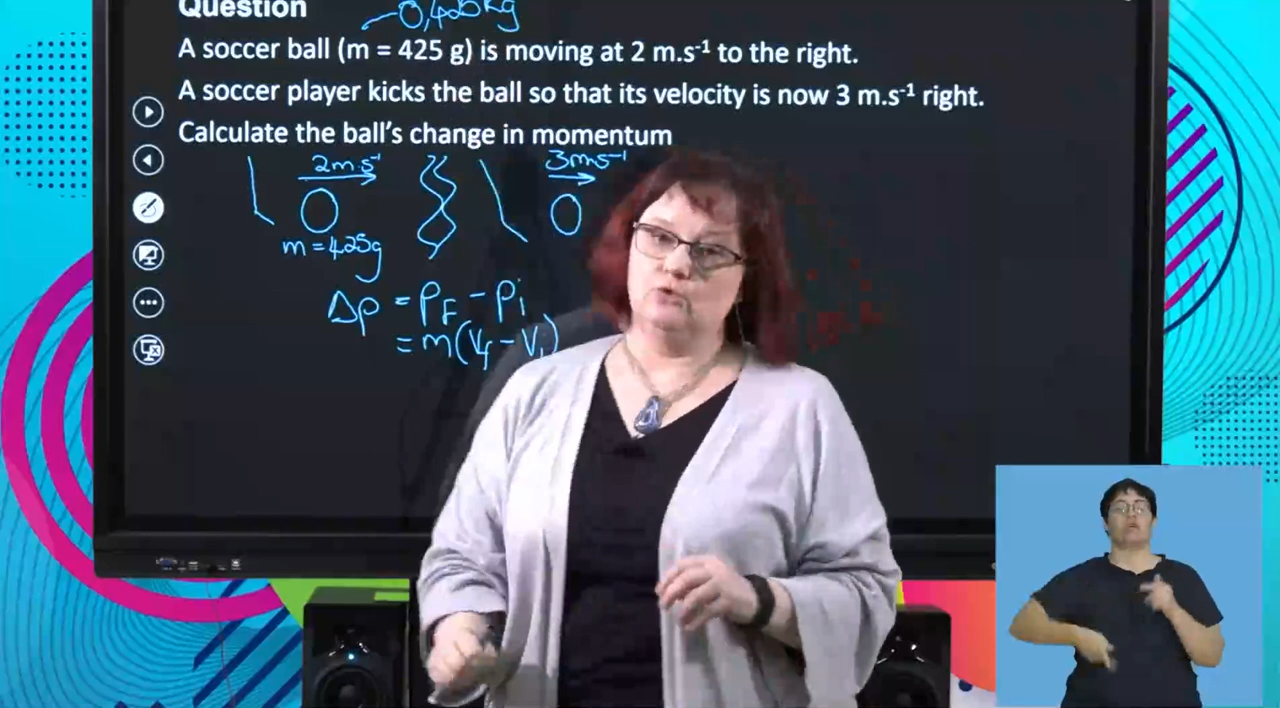 Question
0,425kg
A soccer ball (m = 425 g) is moving at 2 m.s⁻¹ to the right.
A soccer player kicks the ball so that its velocity is now 3 m.s⁻¹ right.
Calculate the ball's change in momentum
2m.s⁻¹ 3ms⁻¹
m = 425g
Δp = pF - pi
= m(Vf - Vi)